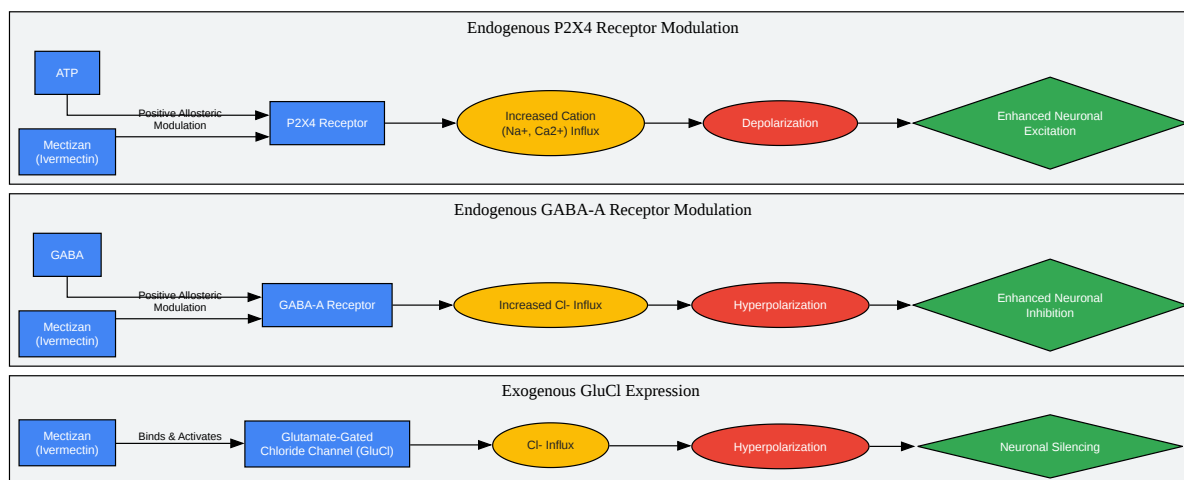 Endogenous P2X4 Receptor Modulation
ATP
Positive Allosteric
Modulation
Mectizan
(Ivermectin)
P2X4 Receptor
Increased Cation
(Na+, Ca2+) Influx
Depolarization
Enhanced Neuronal
Excitation
Endogenous GABA-A Receptor Modulation
GABA
Positive Allosteric
Modulation
Mectizan
(Ivermectin)
GABA-A Receptor
Increased Cl- Influx
Hyperpolarization
Enhanced Neuronal
Inhibition
Exogenous GluCl Expression
Mectizan
(Ivermectin)
Binds & Activates
Glutamate-Gated
Chloride Channel (GluCl)
Cl- Influx
Hyperpolarization
Neuronal Silencing